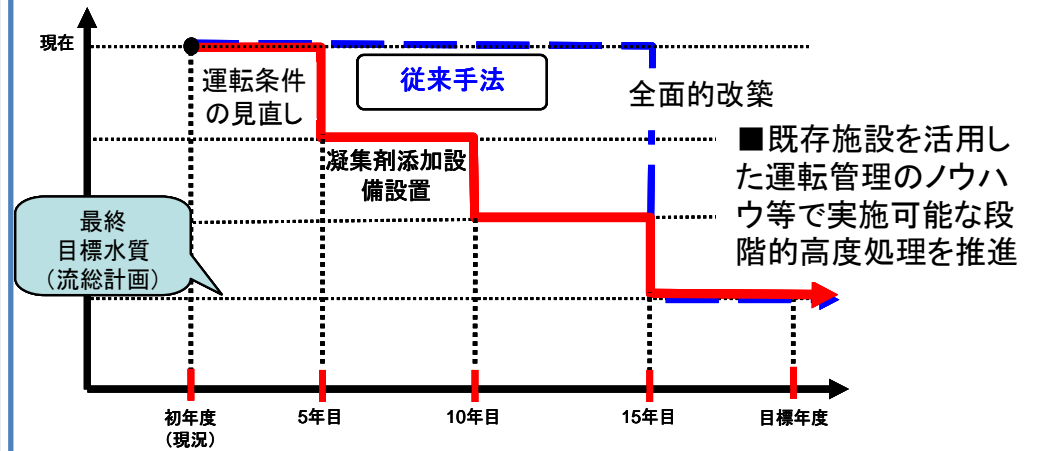 現在
運転条件
の見直し
従来手法
全面的改築
■既存施設を活用し
た運転管理のノウハ
ウ等で実施可能な段
階的高度処理を推進
凝集剤添加設
備設置
最終
目標水質
（流総計画）
初年度
（現況）
5年目
10年目
15年目
目標年度